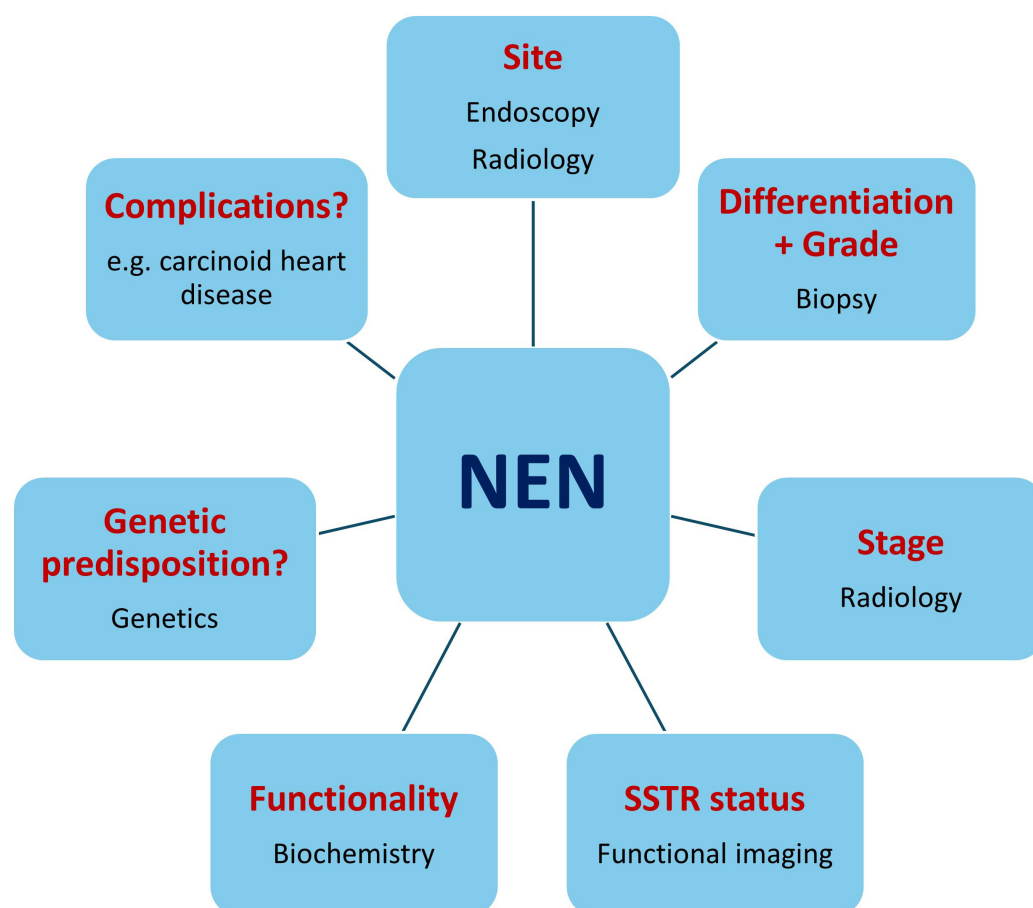 Site
Endoscopy
Radiology
Complications?
e.g. carcinoid heart
disease
Differentiation
+ Grade
Biopsy
NEN
Genetic
predisposition?
Genetics
Stage
Radiology
Functionality
Biochemistry
SSTR status
Functional imaging